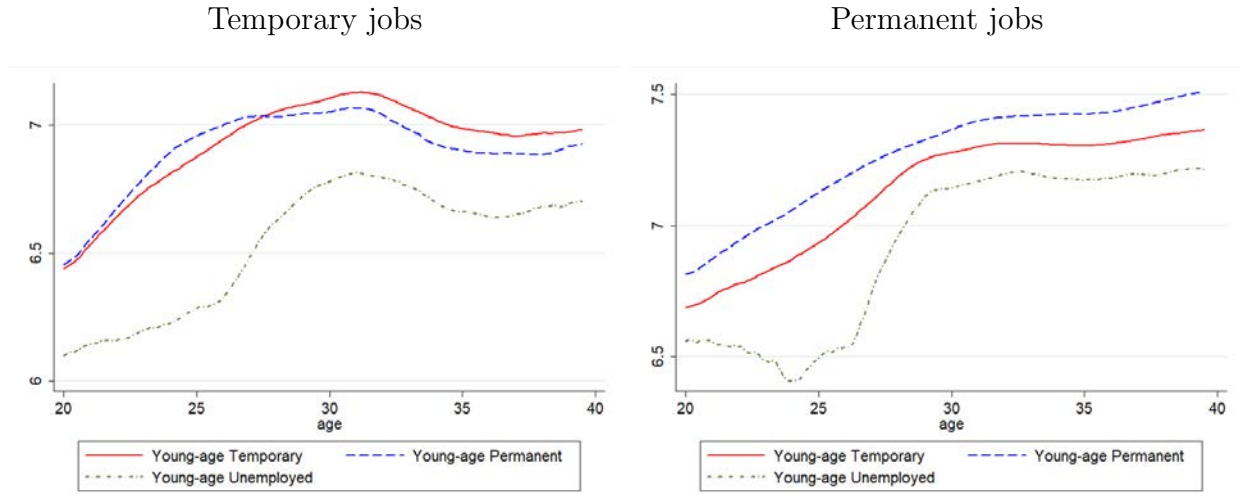 Temporary jobs
7
6.5
6
20 25 30 35 40
age
Young-age Temporary Young-age Permanent
Young-age Unemployed
Permanent jobs
7.5
7
6.5
20 25 30 35 40
age
Young-age Temporary Young-age Permanent
Young-age Unemployed